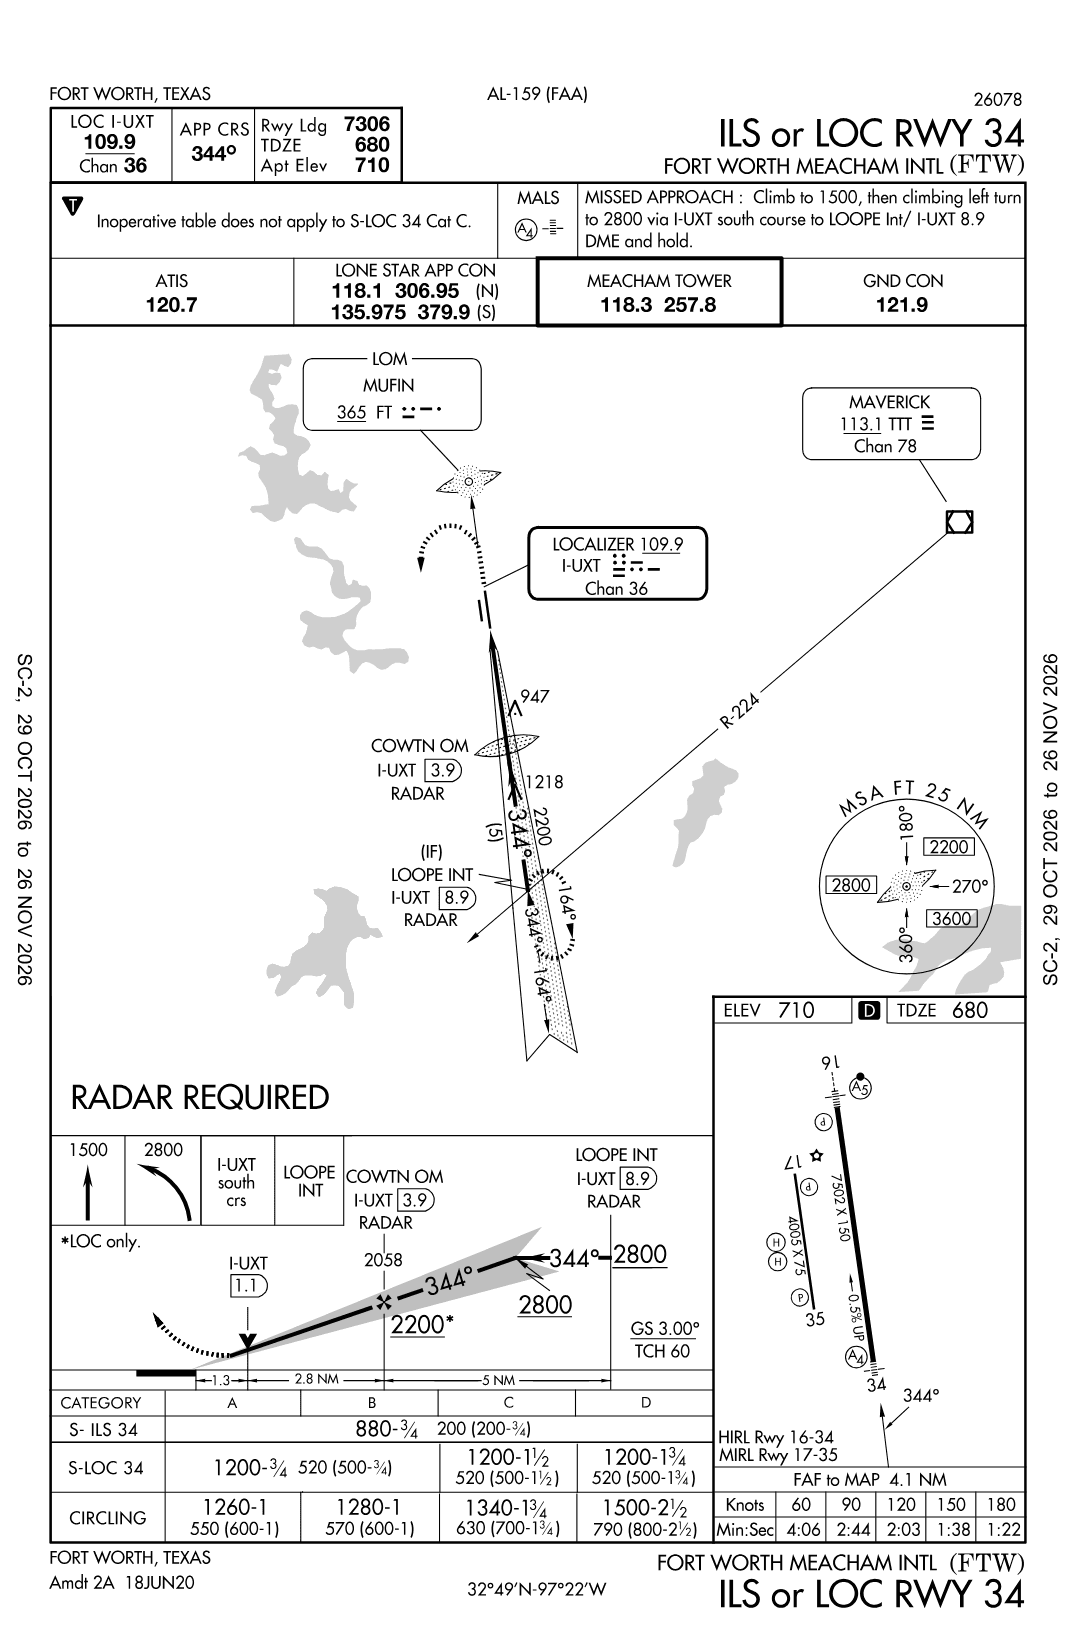 FORT WORTH, TEXAS
AL-159 (FAA)
26078
LOC I-UXT
109.9
Chan 36
APP CRS
344°
Rwy Ldg 7306
TDZE 680
Apt Elev 710
ILS or LOC RWY 34
FORT WORTH MEACHAM INTL (FTW)
T
Inoperative table does not apply to S-LOC 34 Cat C.
MALS
A4
MISSED APPROACH : Climb to 1500, then climbing left turn
to 2800 via I-UXT south course to LOOPE Int/ I-UXT 8.9
DME and hold.
ATIS
120.7
LONE STAR APP CON
118.1 306.95 (N)
135.975 379.9 (S)
MEACHAM TOWER
118.3 257.8
GND CON
121.9
LOM
MUFIN
365 FT
MAVERICK
113.1 TTT
Chan 78
LOCALIZER 109.9
I-UXT
Chan 36
R-224
947
COWTN OM
I-UXT 3.9
RADAR
1218
2200
344°
(5)
(IF)
LOOPE INT
I-UXT 8.9
RADAR
164°
344°
164°
MSA FT 25 NM
180°
2200
2800
270°
3600
360°
SC-2, 29 OCT 2026 to 26 NOV 2026
SC-2, 29 OCT 2026 to 26 NOV 2026
RADAR REQUIRED
ELEV 710
D
TDZE 680
16
A5
P
17
P
7502 X 150
4005 X 75
H
H
P
35
0.5% UP
A4
34
344°
HIRL Rwy 16-34
MIRL Rwy 17-35
1500
2800
I-UXT
south
crs
LOOPE
INT
COWTN OM
I-UXT 3.9
RADAR
LOOPE INT
I-UXT 8.9
RADAR
*LOC only.
I-UXT
1.1
2058
344°
344°
2800
2800
2200*
GS 3.00°
TCH 60
1.3
2.8 NM
5 NM
CATEGORY A B C D
S- ILS 34 880-¾ 200 (200-¾)
S-LOC 34 1200-¾ 520 (500-¾)
1200-1½
520 (500-1½)
1200-1¾
520 (500-1¾)
CIRCLING
1260-1
550 (600-1)
1280-1
570 (600-1)
1340-1¾
630 (700-1¾)
1500-2½
790 (800-2½)
FAF to MAP 4.1 NM
Knots 60 90 120 150 180
Min:Sec 4:06 2:44 2:03 1:38 1:22
FORT WORTH, TEXAS
Amdt 2A 18JUN20
32°49'N-97°22'W
FORT WORTH MEACHAM INTL (FTW)
ILS or LOC RWY 34